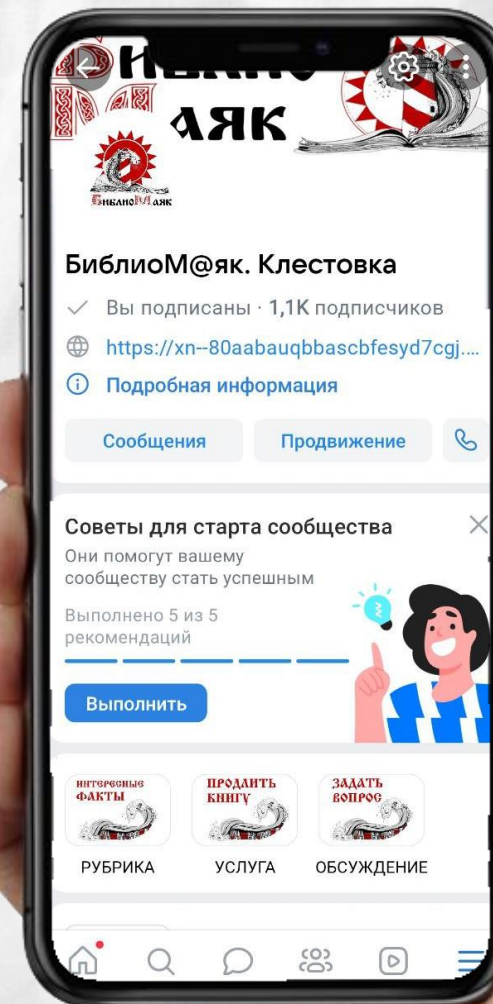 аяк
БиблиоМаяк
БиблиоМ@як. Клестовка
Вы подписаны · 1,1K подписчиков
https://xn--80aabauqbbascbfesyd7cgj....
Подробная информация
Сообщения
Продвижение
Советы для старта сообщества
Они помогут вашему
сообществу стать успешным
Выполнено 5 из 5
рекомендаций
Выполнить
ИНТЕРЕСНЫЕ
ФАКТЫ
ПРОДЛИТЬ
КНИГУ
ЗАДАТЬ
ВОПРОС
РУБРИКА
УСЛУГА
ОБСУЖДЕНИЕ